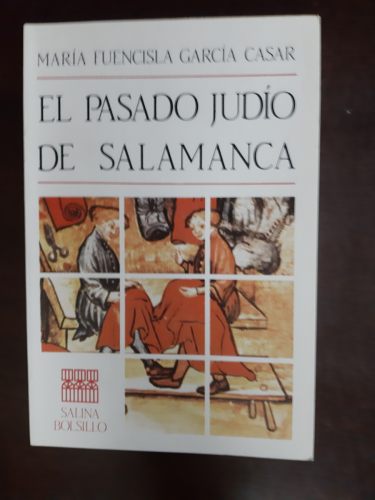 MARÍA FUENCISLA GARCÍA CASAR
EL PASADO JUDÍO
DE SALAMANCA
SALINA
BOLSILLO